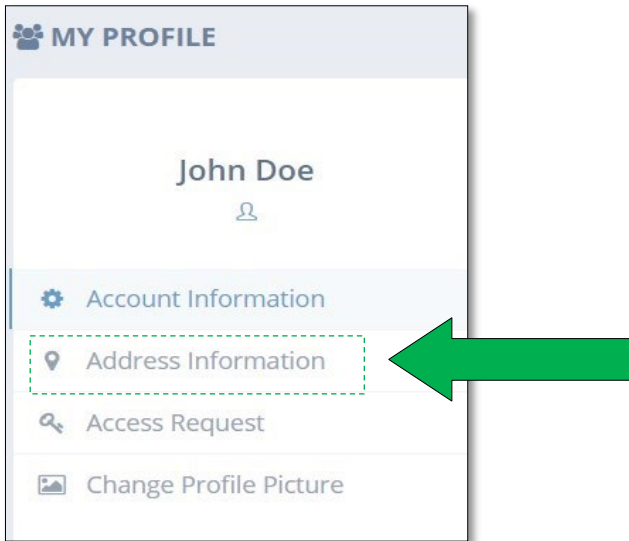 MY PROFILE
John Doe
Account Information
Address Information
Access Request
Change Profile Picture